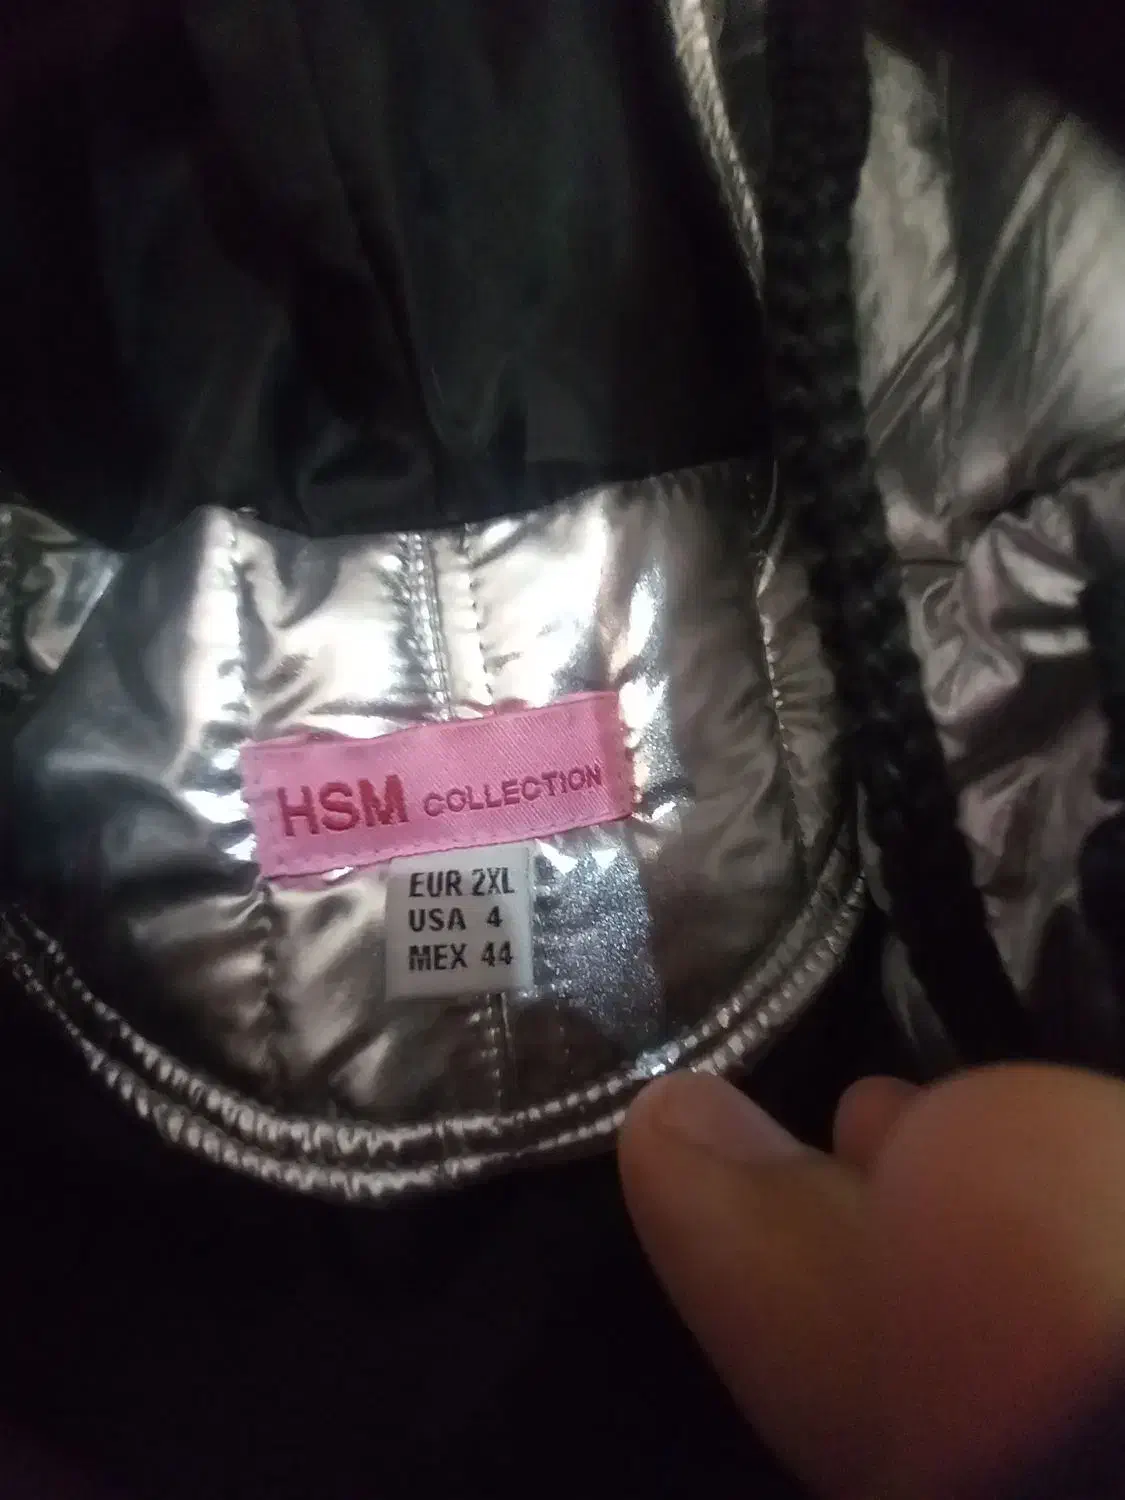 HSM COLLECTION
EUR 2XL
USA 4
MEX 44